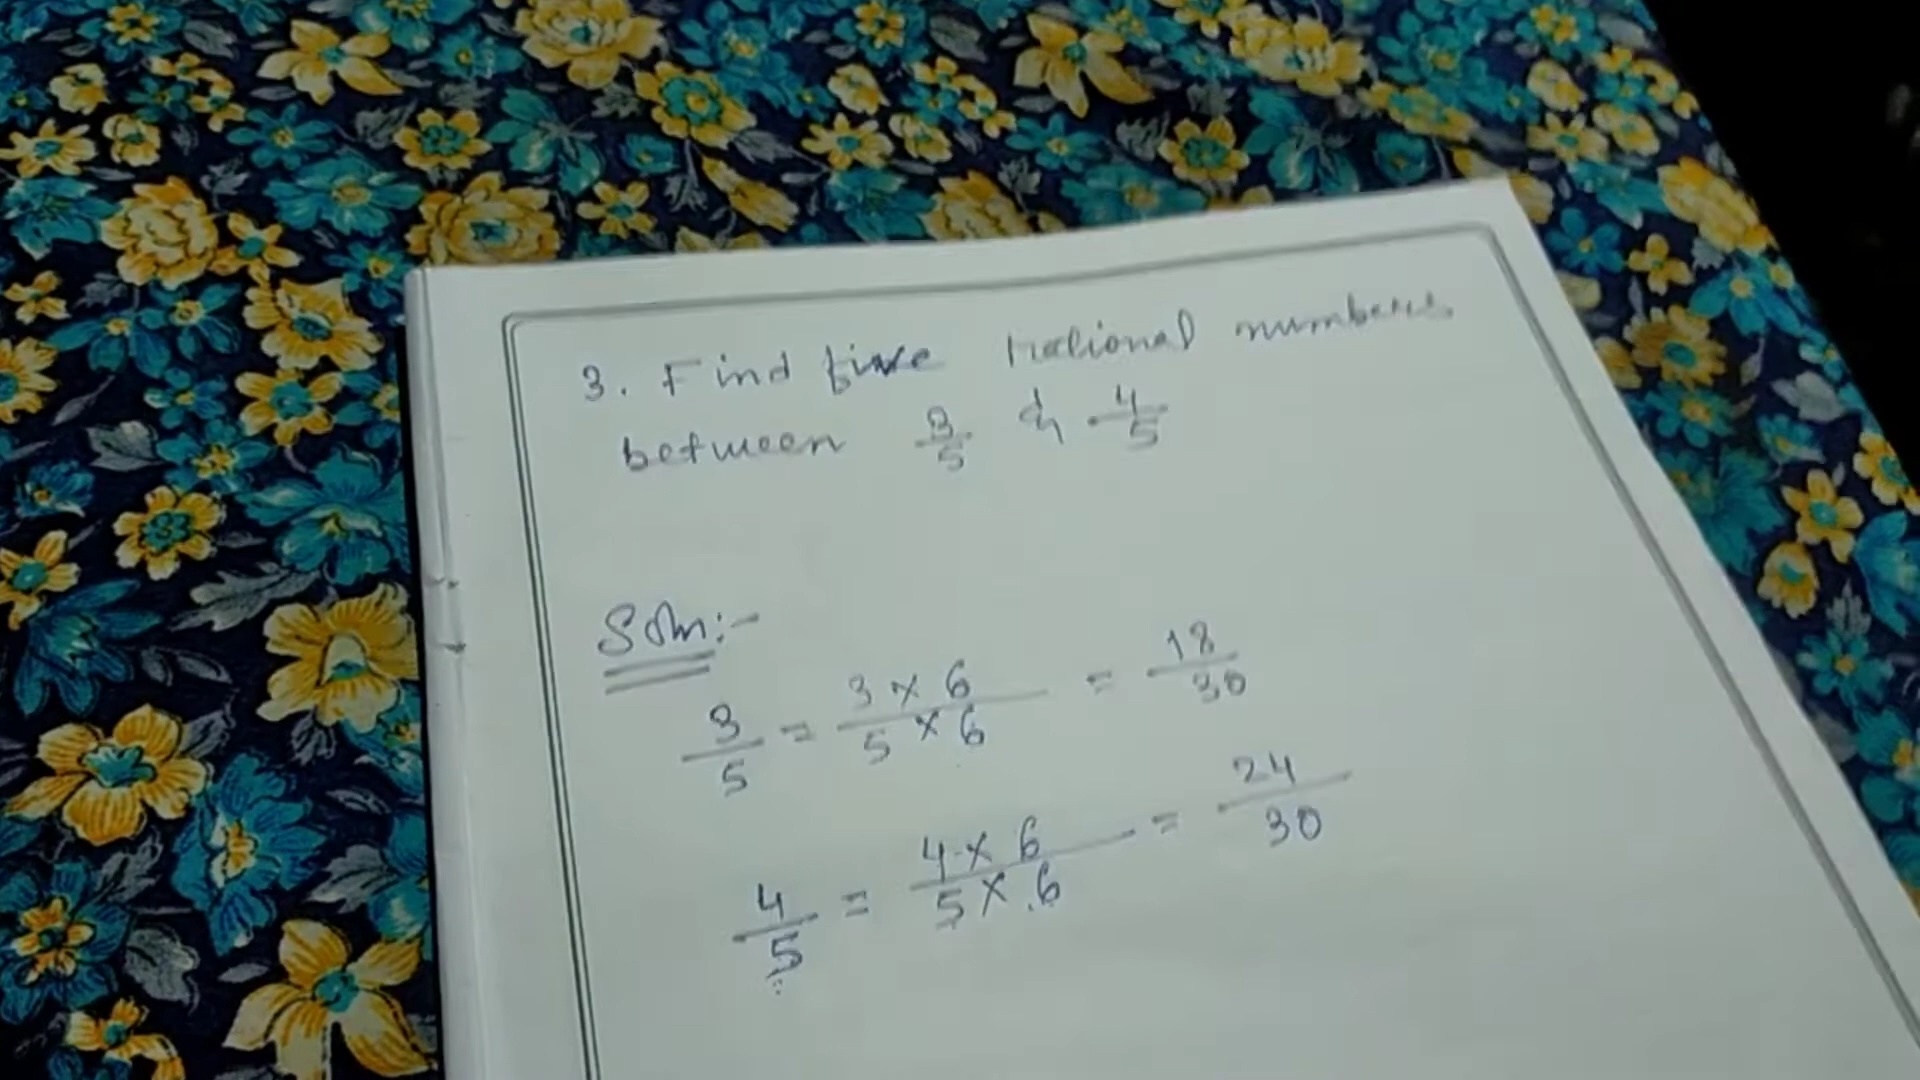 3. Find five rational numbers
between 3/5 & 4/5
Soln:-
3/5 = 3 × 6 / 5 × 6 = 18/30
4/5 = 4 × 6 / 5 × 6 = 24/30